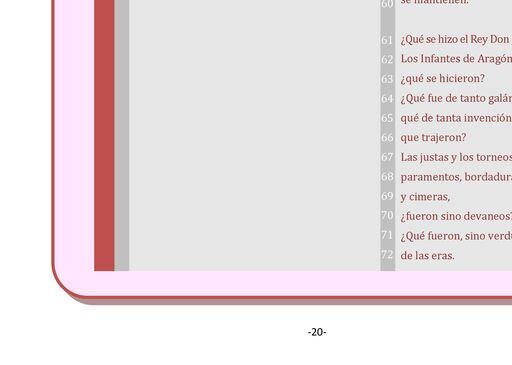 60 se mantienen.
61 ¿Qué se hizo el Rey Don
62 Los Infantes de Aragón
63 ¿qué se hicieron?
64 ¿Qué fue de tanto galán
65 qué de tanta invención
66 que trajeron?
67 Las justas y los torneos
68 paramentos, bordadura
69 y cimeras,
70 ¿fueron sino devaneos?
71 ¿Qué fueron, sino verdu
72 de las eras.
-20-